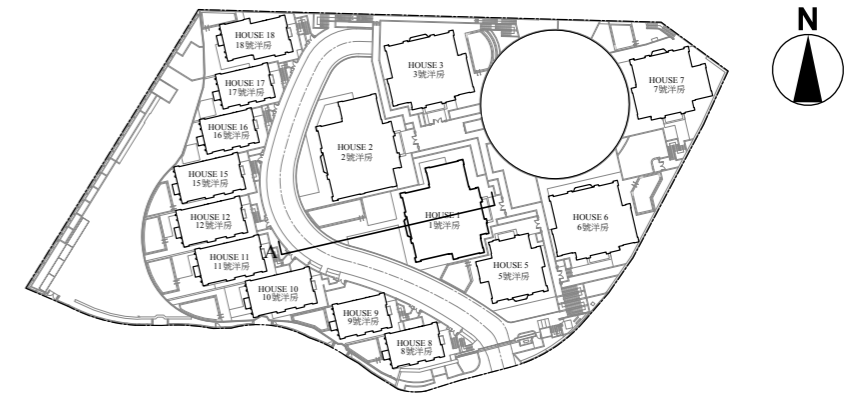 N
HOUSE 18
18號洋房
HOUSE 3
3號洋房
HOUSE 7
7號洋房
HOUSE 17
17號洋房
HOUSE 16
16號洋房
HOUSE 2
2號洋房
HOUSE 15
15號洋房
HOUSE 12
12號洋房
HOUSE 1
1號洋房
HOUSE 6
6號洋房
A
HOUSE 11
11號洋房
HOUSE 5
5號洋房
HOUSE 10
10號洋房
HOUSE 9
9號洋房
HOUSE 8
8號洋房